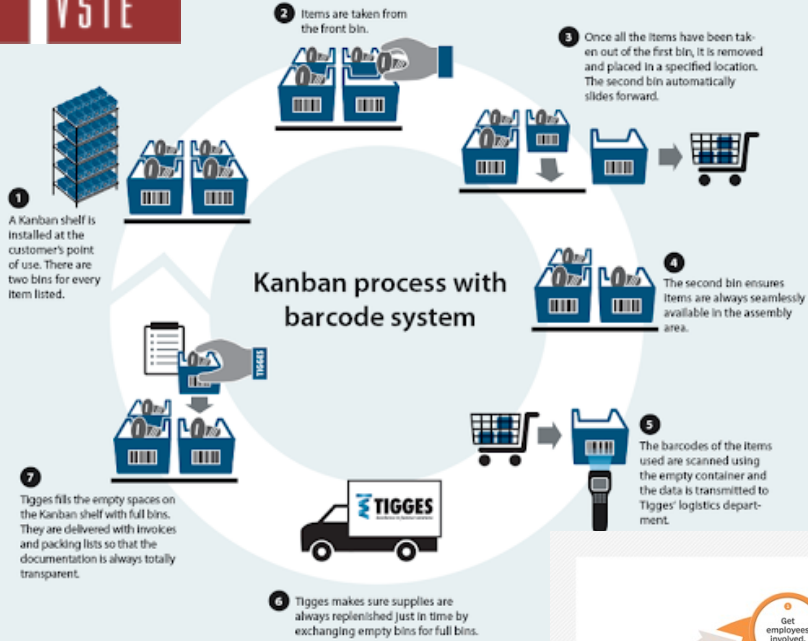 VSTE
2 Items are taken from
the front bin.
3 Once all the items have been tak-
en out of the first bin, it is removed
and placed in a specified location.
The second bin automatically
slides forward.
1
A Kanban shelf is
installed at the
customer's point
of use. There are
two bins for every
item listed.
Kanban process with
barcode system
4
The second bin ensures
items are always seamlessly
available in the assembly
area.
TIGGES
5
The barcodes of the items
used are scanned using
the empty container and
the data is transmitted to
Tigges' logistics depart-
ment.
7
Tigges fills the empty spaces on
the Kanban shelf with full bins.
They are delivered with invoices
and packing lists so that the
documentation is always totally
transparent.
TIGGES
6 Tigges makes sure supplies are
always replenished just in time by
exchanging empty bins for full bins.
Get
employees
involved.